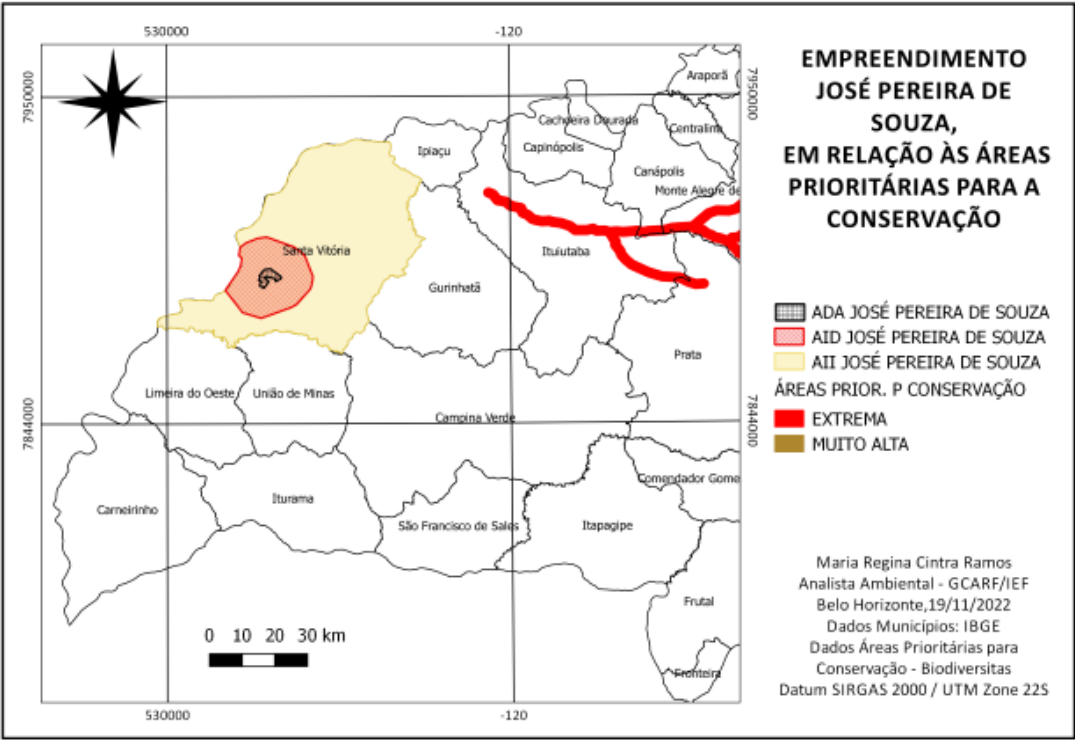 530000
-120
7950000
7950000
Araporã
Cachoeira Dourada
Centralina
Ipiaçu
Capinópolis
Canápolis
Monte Alegre de
Santa Vitória
Ituiutaba
Gurinhatã
Prata
Limeira do Oeste
União de Minas
Campina Verde
7844000
7844000
Comendador Gome
Carneirinho
Iturama
São Francisco de Sales
Itapagipe
Frutal
Fronteira
0 10 20 30 km
530000
-120
EMPREENDIMENTO
JOSÉ PEREIRA DE
SOUZA,
EM RELAÇÃO ÀS ÁREAS
PRIORITÁRIAS PARA A
CONSERVAÇÃO
ADA JOSÉ PEREIRA DE SOUZA
AID JOSÉ PEREIRA DE SOUZA
AII JOSÉ PEREIRA DE SOUZA
ÁREAS PRIOR. P CONSERVAÇÃO
EXTREMA
MUITO ALTA
Maria Regina Cintra Ramos
Analista Ambiental - GCARF/IEF
Belo Horizonte,19/11/2022
Dados Municípios: IBGE
Dados Áreas Prioritárias para
Conservação - Biodiversitas
Datum SIRGAS 2000 / UTM Zone 22S